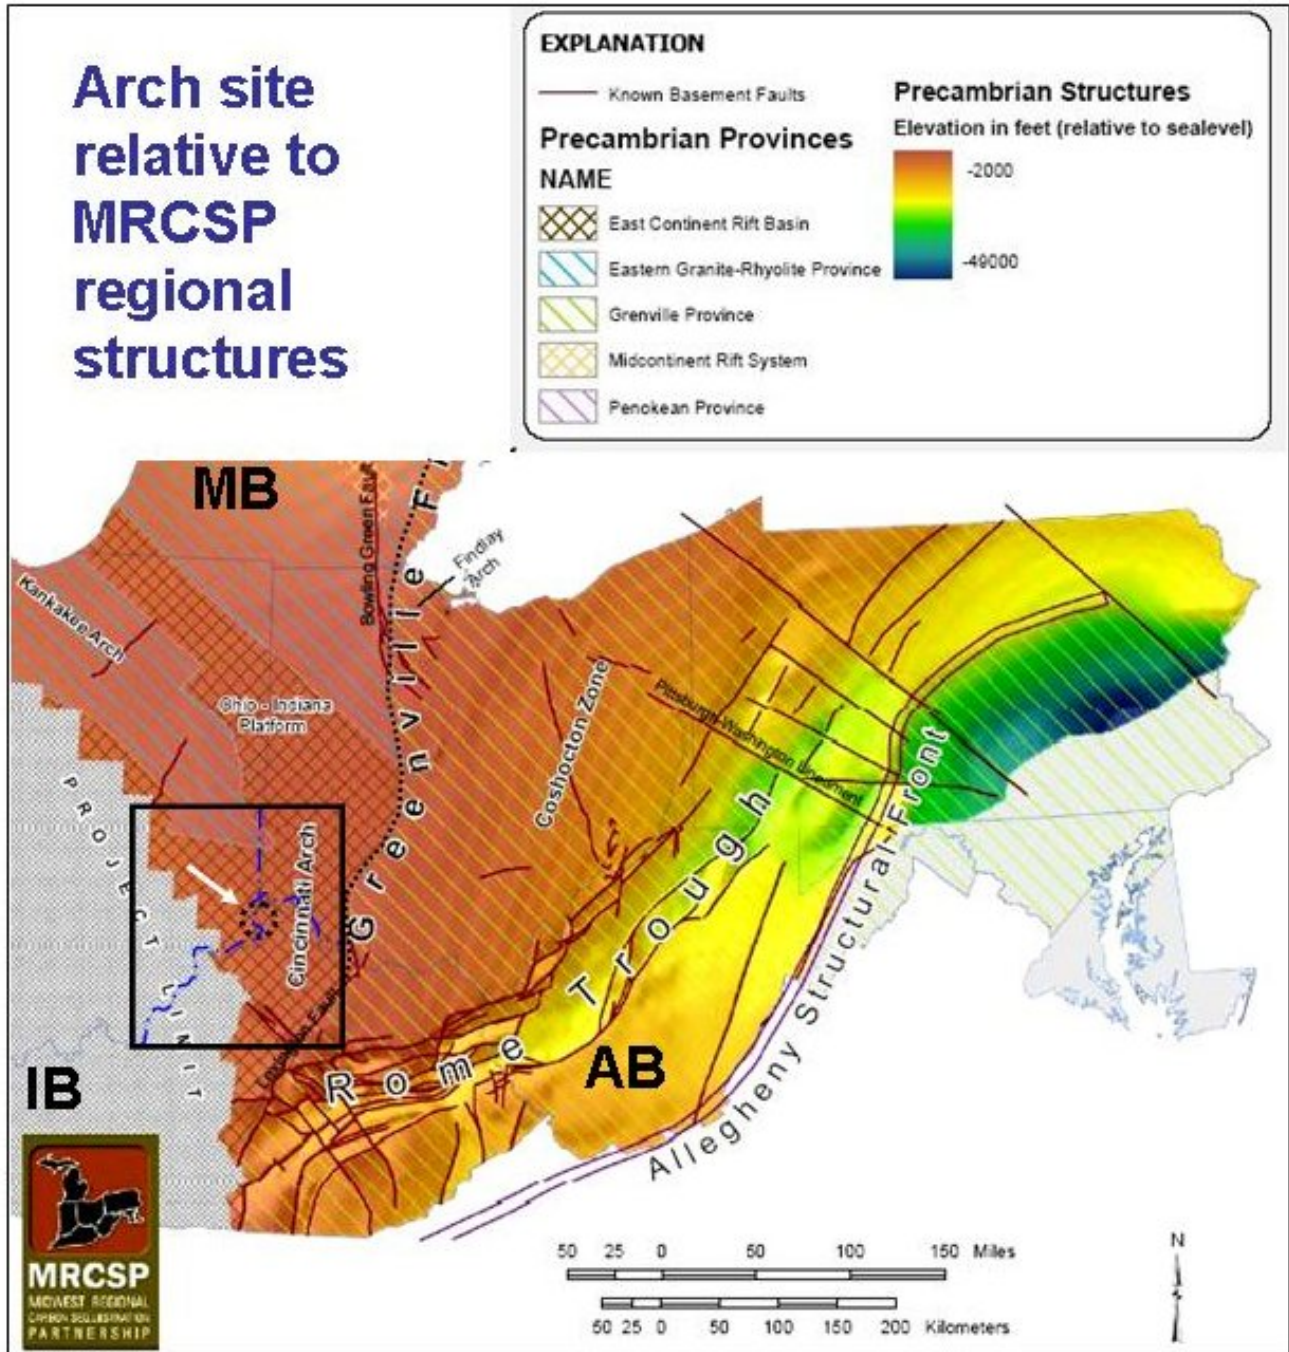 Arch site
relative to
MRCSP
regional
structures
EXPLANATION
Known Basement Faults
Precambrian Provinces
NAME
East Continent Rift Basin
Eastern Granite-Rhyolite Province
Grenville Province
Midcontinent Rift System
Penokean Province
Precambrian Structures
Elevation in feet (relative to sealevel)
-2000
-49000
MB
Bowling Green Fau
Findlay
Arch
Greenville F
Kankakee Arch
Ohio - Indiana
Platform
Coshocton Zone
Pittsburgh-Washington lineament
PROJECT LIMIT
Cincinnati Arch
Lexington Fault
Rome Trough
Allegheny Structural Front
AB
IB
MRCSP
MIDWEST REGIONAL
CARBON SEQUESTRATION
PARTNERSHIP
50 25 0 50 100 150 Miles
50 25 0 50 100 150 200 Kilometers
N